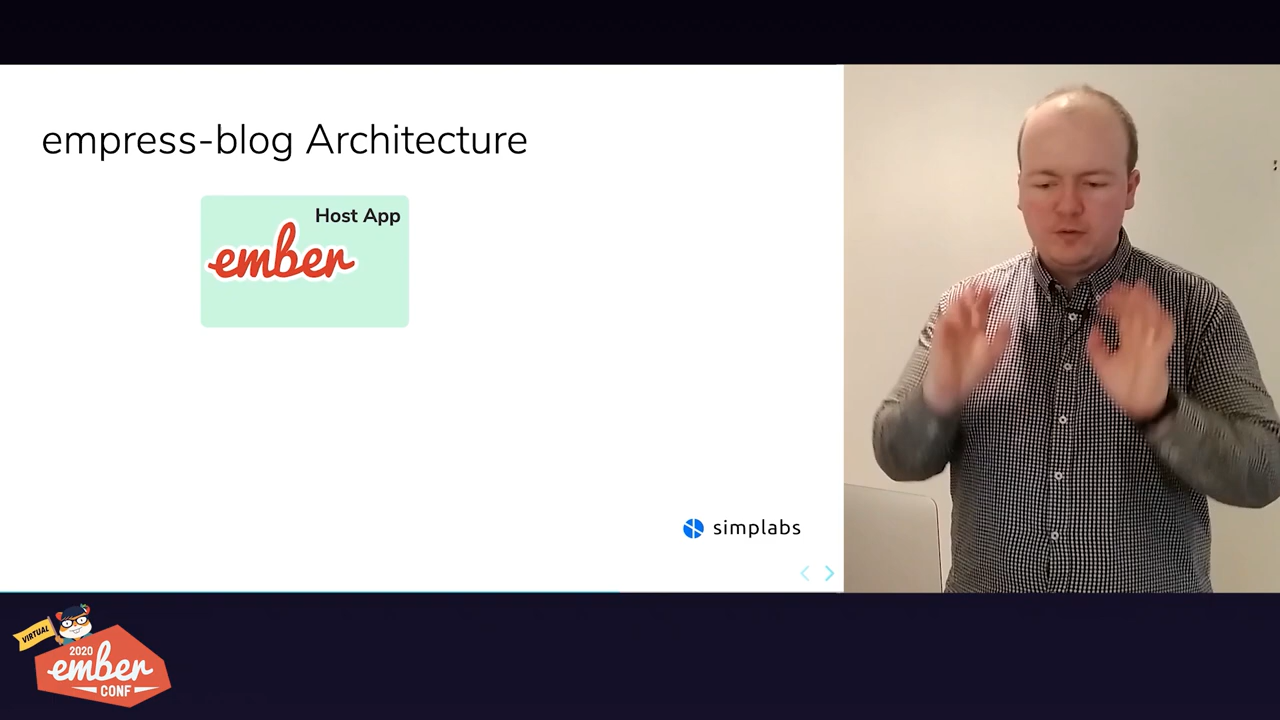 empress-blog Architecture
Host App
ember
simplabs
VIRTUAL
2020
ember
CONF